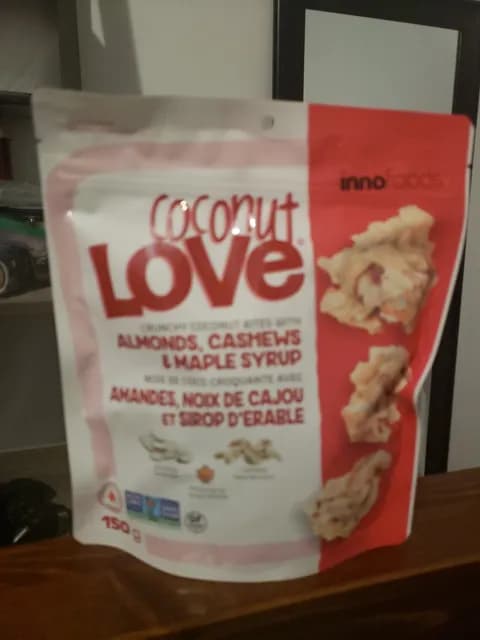 innofoods
coconut
LOVE
CRUNCHY COCONUT BITES WITH
ALMONDS, CASHEWS
& MAPLE SYRUP
NOIX DE COCO CROQUANTE AVEC
AMANDES, NOIX DE CAJOU
ET SIROP D'ERABLE
150 g